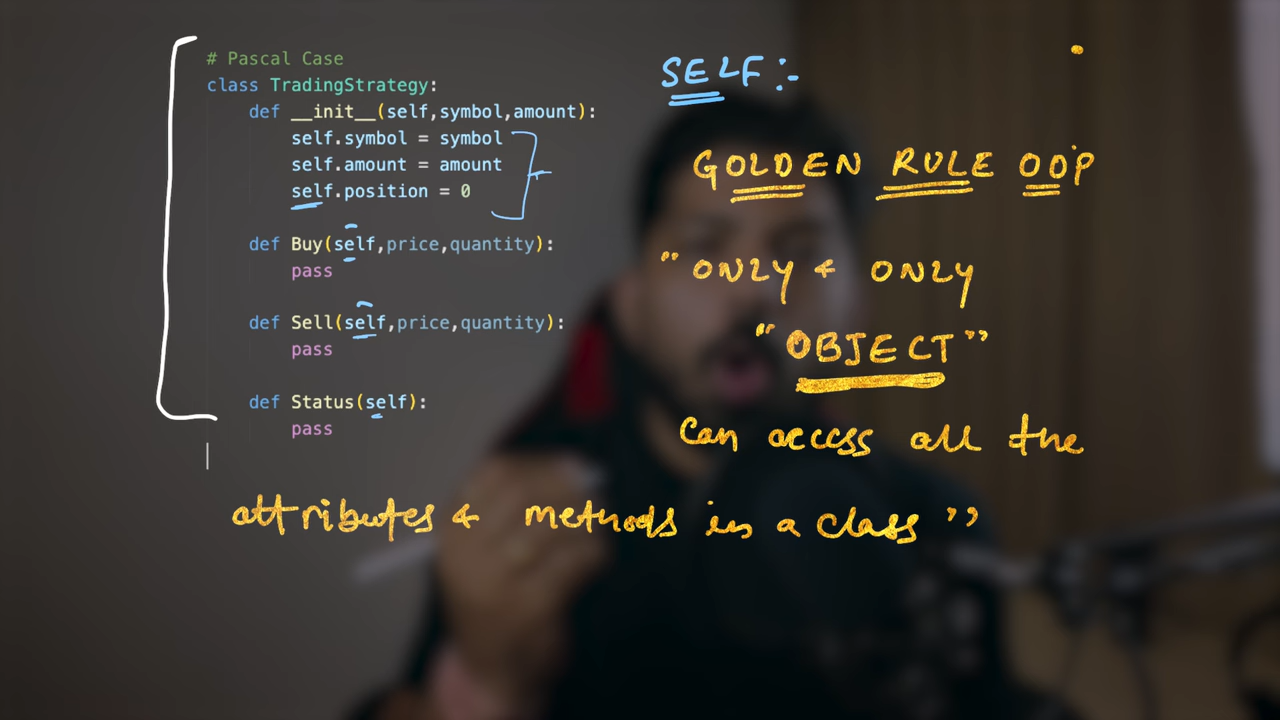 # Pascal Case
class TradingStrategy:
    def __init__(self,symbol,amount):
        self.symbol = symbol
        self.amount = amount
        self.position = 0
    def Buy(self,price,quantity):
        pass
    def Sell(self,price,quantity):
        pass
    def Status(self):
        pass
SELF :-
GOLDEN RULE OOP
"ONLY & ONLY
"OBJECT"
can access all the
attributes & methods in a class"